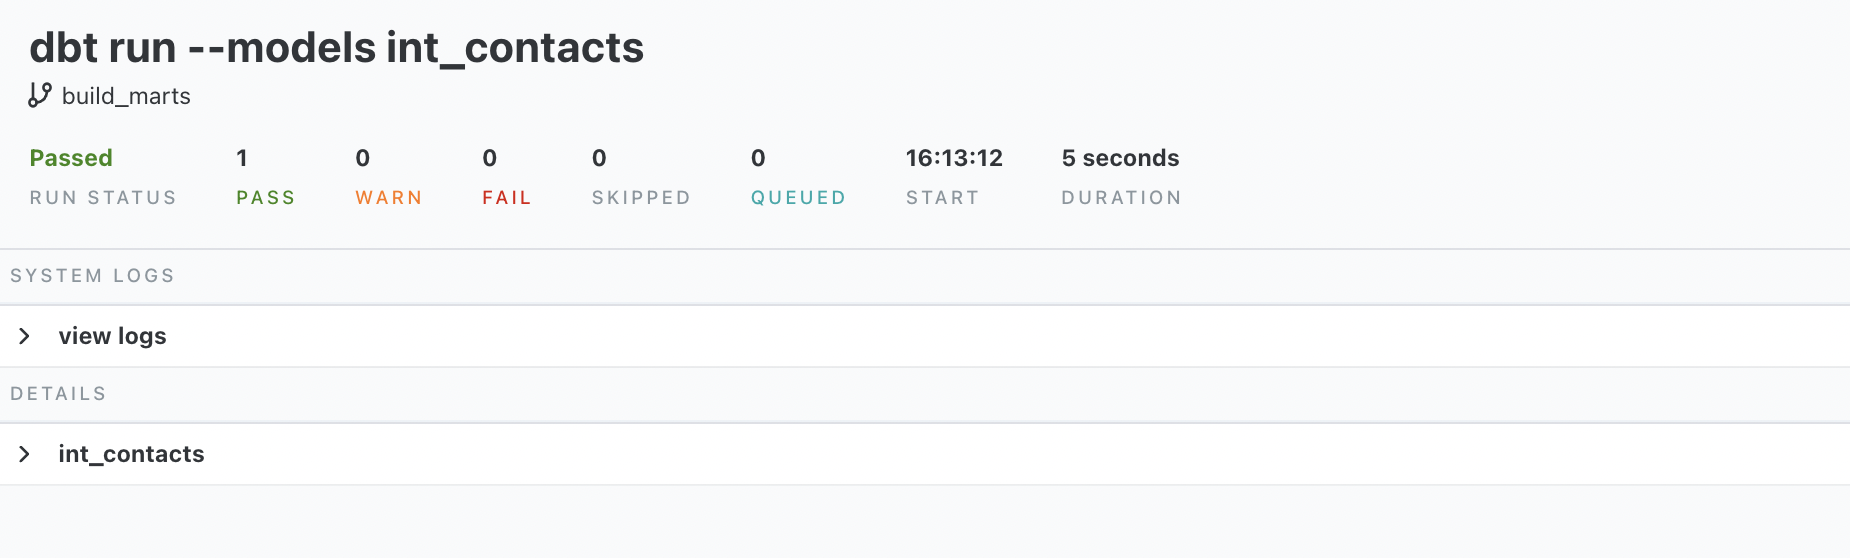 dbt run --models int_contacts
build_marts
Passed 1 0 0 0 0 16:13:12 5 seconds
RUN STATUS PASS WARN FAIL SKIPPED QUEUED START DURATION
SYSTEM LOGS
view logs
DETAILS
int_contacts